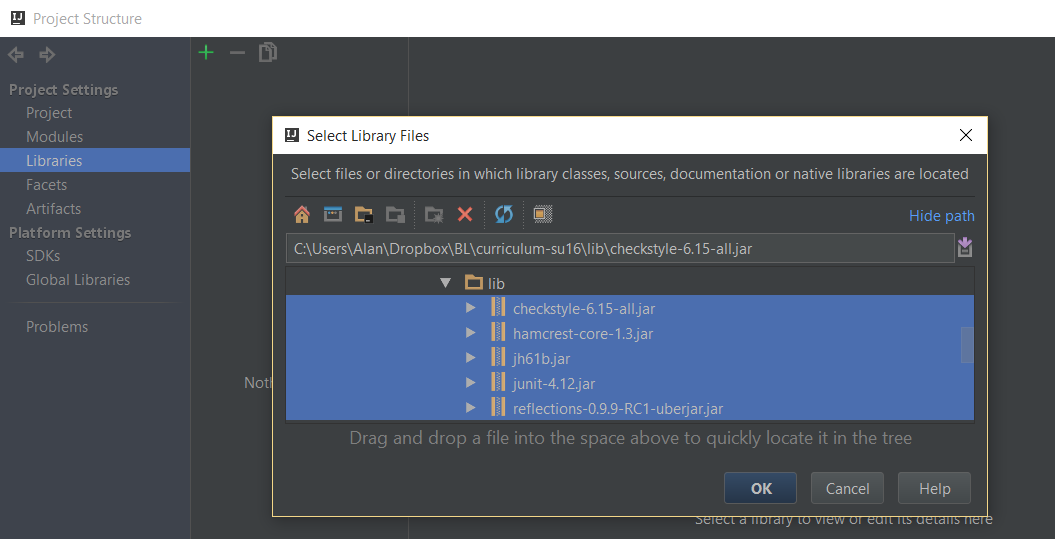 Project Structure
Project Settings
Project
Modules
Libraries
Facets
Artifacts
Platform Settings
SDKs
Global Libraries
Problems
Noth
Select Library Files
Select files or directories in which library classes, sources, documentation or native libraries are located
Hide path
C:\Users\Alan\Dropbox\BL\curriculum-su16\lib\checkstyle-6.15-all.jar
lib
checkstyle-6.15-all.jar
hamcrest-core-1.3.jar
jh61b.jar
junit-4.12.jar
reflections-0.9.9-RC1-uberjar.jar
Drag and drop a file into the space above to quickly locate it in the tree
OK Cancel Help
Select a library to view or edit its details here